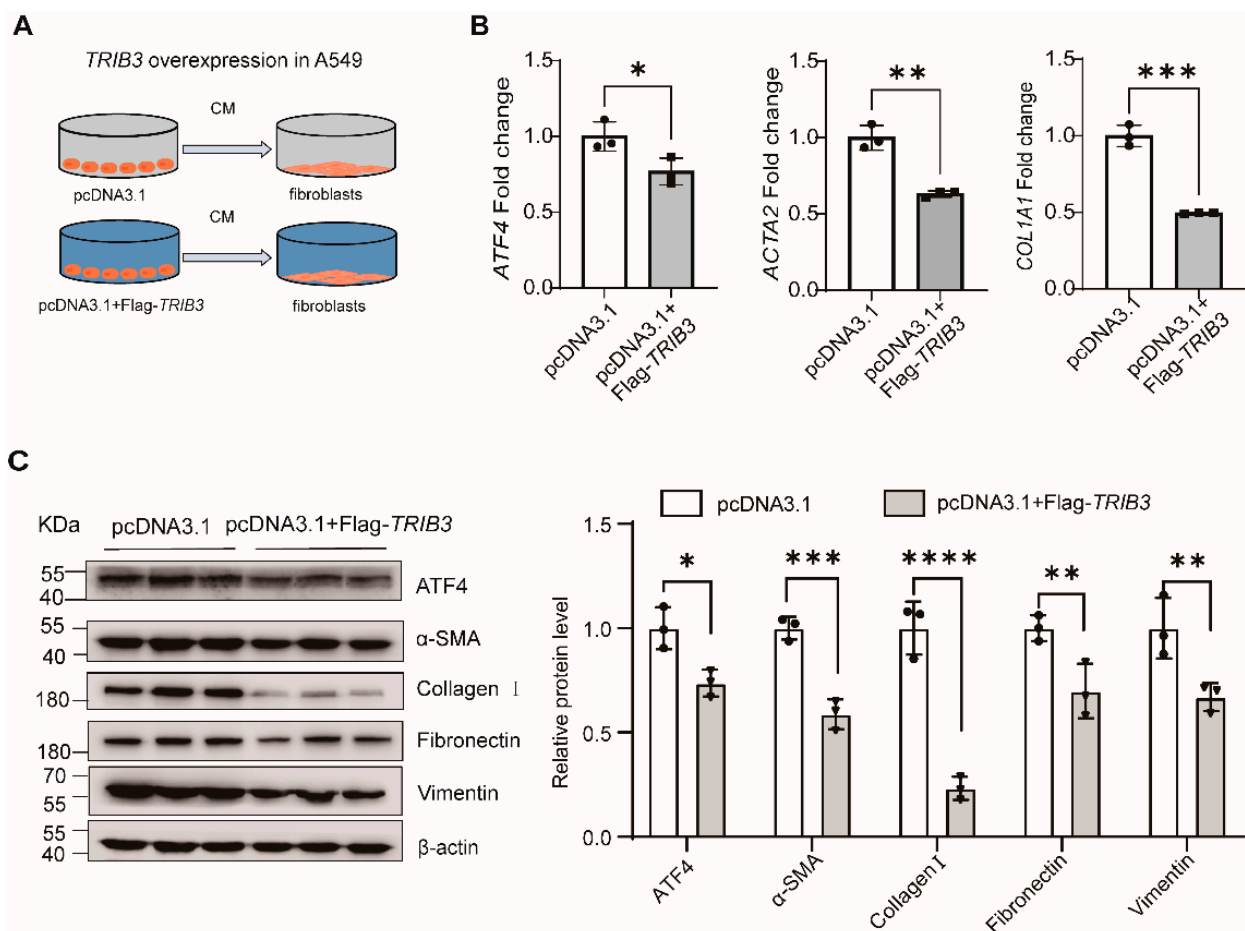 A
TRIB3 overexpression in A549
CM
pcDNA3.1
fibroblasts
CM
pcDNA3.1+Flag-TRIB3
fibroblasts
B
ATF4 Fold change
1.5
1.0
0.5
0.0
*
pcDNA3.1
pcDNA3.1+
Flag-TRIB3
ACTA2 Fold change
1.5
1.0
0.5
0.0
**
pcDNA3.1
pcDNA3.1+
Flag-TRIB3
COL1A1 Fold change
1.5
1.0
0.5
0.0
***
pcDNA3.1
pcDNA3.1+
Flag-TRIB3
C
KDa
pcDNA3.1
pcDNA3.1+Flag-TRIB3
55
40
ATF4
55
40
α-SMA
180
Collagen Ⅰ
180
Fibronectin
70
55
Vimentin
55
40
β-actin
pcDNA3.1
pcDNA3.1+Flag-TRIB3
Relative protein level
1.5
1.0
0.5
0.0
*
***
****
**
**
ATF4
α-SMA
CollagenⅠ
Fibronectin
Vimentin